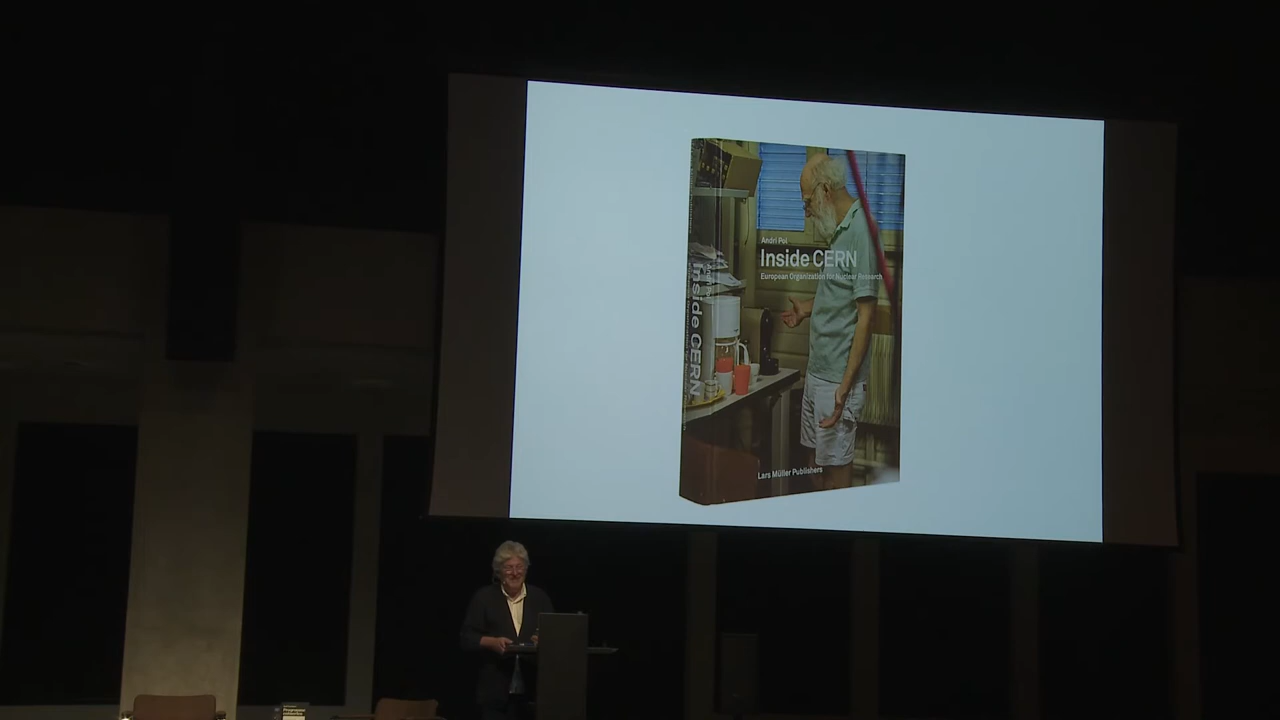 Andri Pol
Inside CERN
European Organization for Nuclear Research
Inside CERN
Lars Müller Publishers